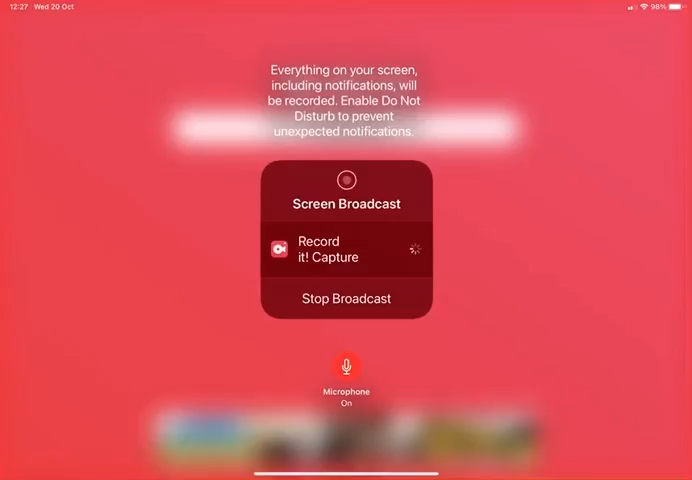 12:27 Wed 20 Oct
98%
Everything on your screen,
including notifications, will
be recorded. Enable Do Not
Disturb to prevent
unexpected notifications.
Screen Broadcast
Record
it! Capture
Stop Broadcast
Microphone
On